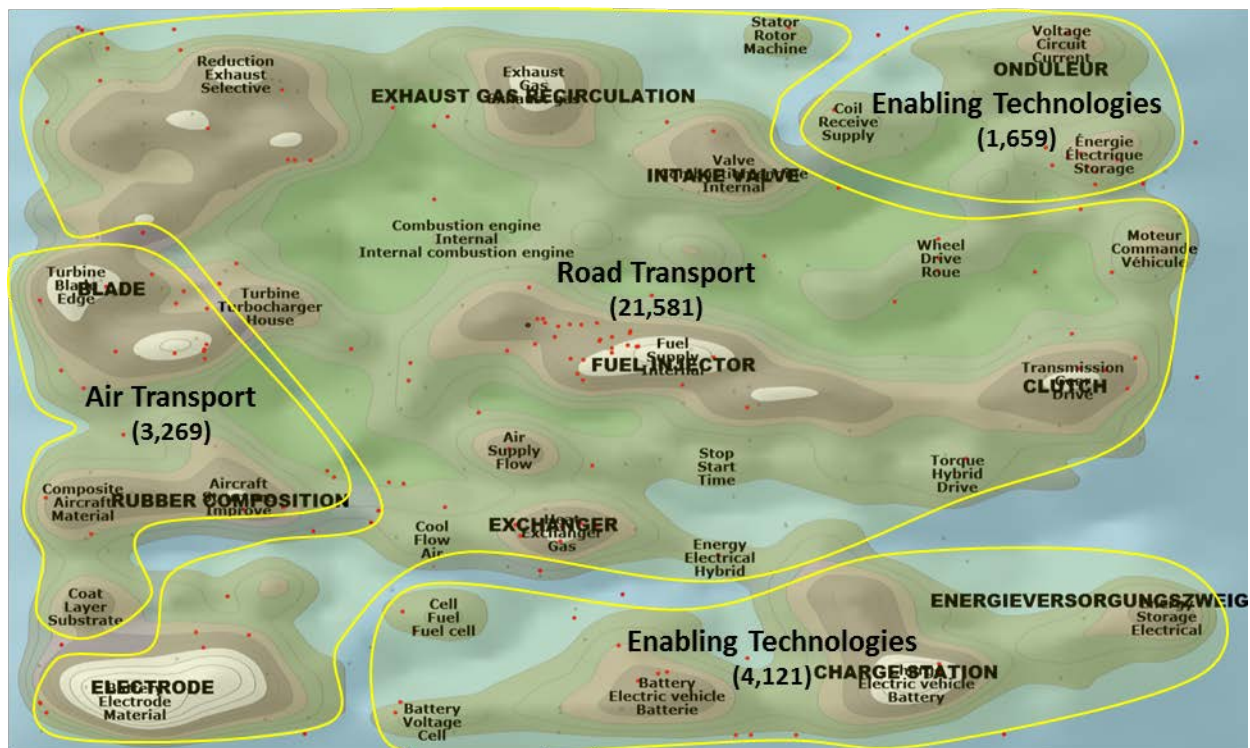 Stator
Rotor
Machine
Voltage
Circuit
Current
ONDULEUR
Enabling Technologies
(1,659)
Coil
Receive
Supply
Énergie
Électrique
Storage
Reduction
Exhaust
Selective
Exhaust
Gas
EXHAUST GAS RECIRCULATION
Valve
INTAKE VALVE
Internal
Combustion engine
Internal
Internal combustion engine
Wheel
Drive
Roue
Moteur
Commande
Véhicule
Road Transport
(21,581)
Turbine
Blade
Edge
BLADE
Turbine
Turbocharger
House
Fuel
Supply
Internal
FUEL INJECTOR
Transmission
Gear
Drive
CLUTCH
Air Transport
(3,269)
Air
Supply
Flow
Stop
Start
Time
Torque
Hybrid
Drive
Composite
Aircraft
Material
Aircraft
Improve
RUBBER COMPOSITION
Cool
Flow
Air
EXCHANGER
Heat
Exchanger
Gas
Energy
Electrical
Hybrid
Coat
Layer
Substrate
Cell
Fuel
Fuel cell
ENERGIEVERSORGUNGSZWEIG
Energy
Storage
Electrical
Enabling Technologies
(4,121)
ELECTRODE
Battery
Electrode
Material
Battery
Electric vehicle
Batterie
CHARGE STATION
Charge
Electric vehicle
Battery
Battery
Voltage
Cell